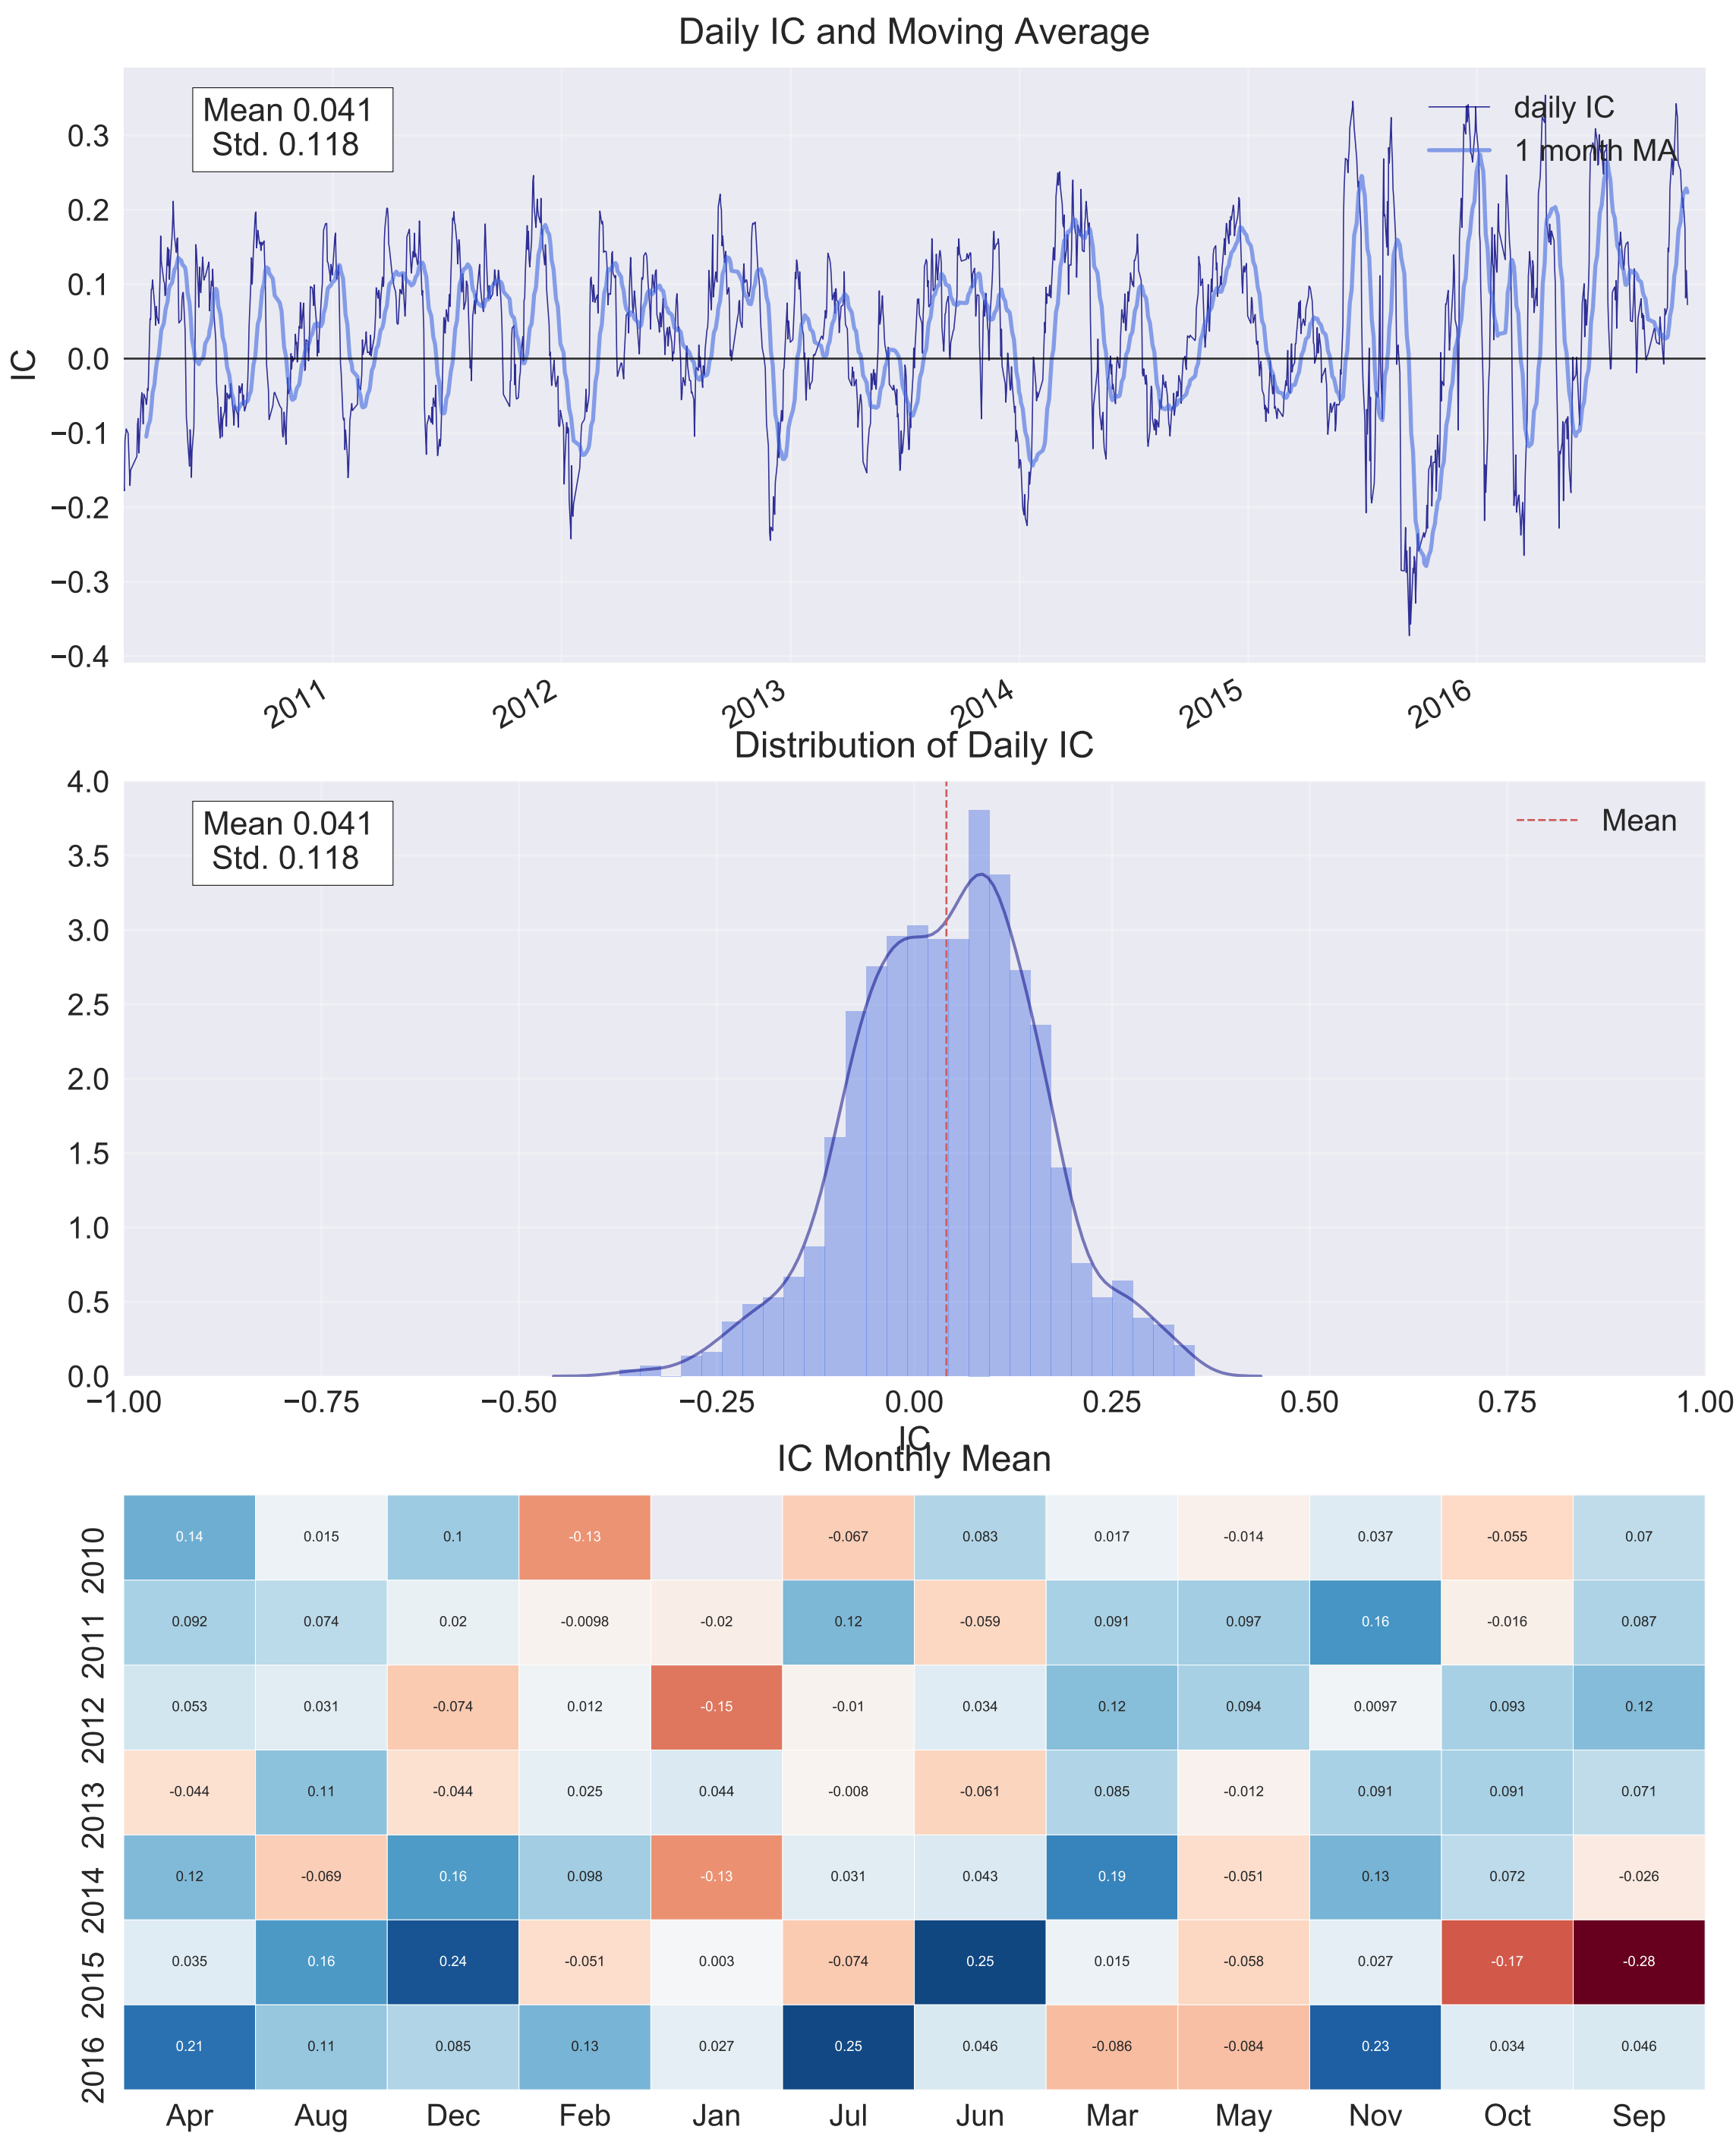 Daily IC and Moving Average
Mean 0.041
Std. 0.118
daily IC
1 month MA
IC
0.3
0.2
0.1
0.0
−0.1
−0.2
−0.3
−0.4
2011 2012 2013 2014 2015 2016
Distribution of Daily IC
Mean 0.041
Std. 0.118
Mean
4.0
3.5
3.0
2.5
2.0
1.5
1.0
0.5
0.0
−1.00 −0.75 −0.50 −0.25 0.00 0.25 0.50 0.75 1.00
IC
IC Monthly Mean
2010 0.14 0.015 0.1 -0.13 -0.067 0.083 0.017 -0.014 0.037 -0.055 0.07
2011 0.092 0.074 0.02 -0.0098 -0.02 0.12 -0.059 0.091 0.097 0.16 -0.016 0.087
2012 0.053 0.031 -0.074 0.012 -0.15 -0.01 0.034 0.12 0.094 0.0097 0.093 0.12
2013 -0.044 0.11 -0.044 0.025 0.044 -0.008 -0.061 0.085 -0.012 0.091 0.091 0.071
2014 0.12 -0.069 0.16 0.098 -0.13 0.031 0.043 0.19 -0.051 0.13 0.072 -0.026
2015 0.035 0.16 0.24 -0.051 0.003 -0.074 0.25 0.015 -0.058 0.027 -0.17 -0.28
2016 0.21 0.11 0.085 0.13 0.027 0.25 0.046 -0.086 -0.084 0.23 0.034 0.046
Apr Aug Dec Feb Jan Jul Jun Mar May Nov Oct Sep